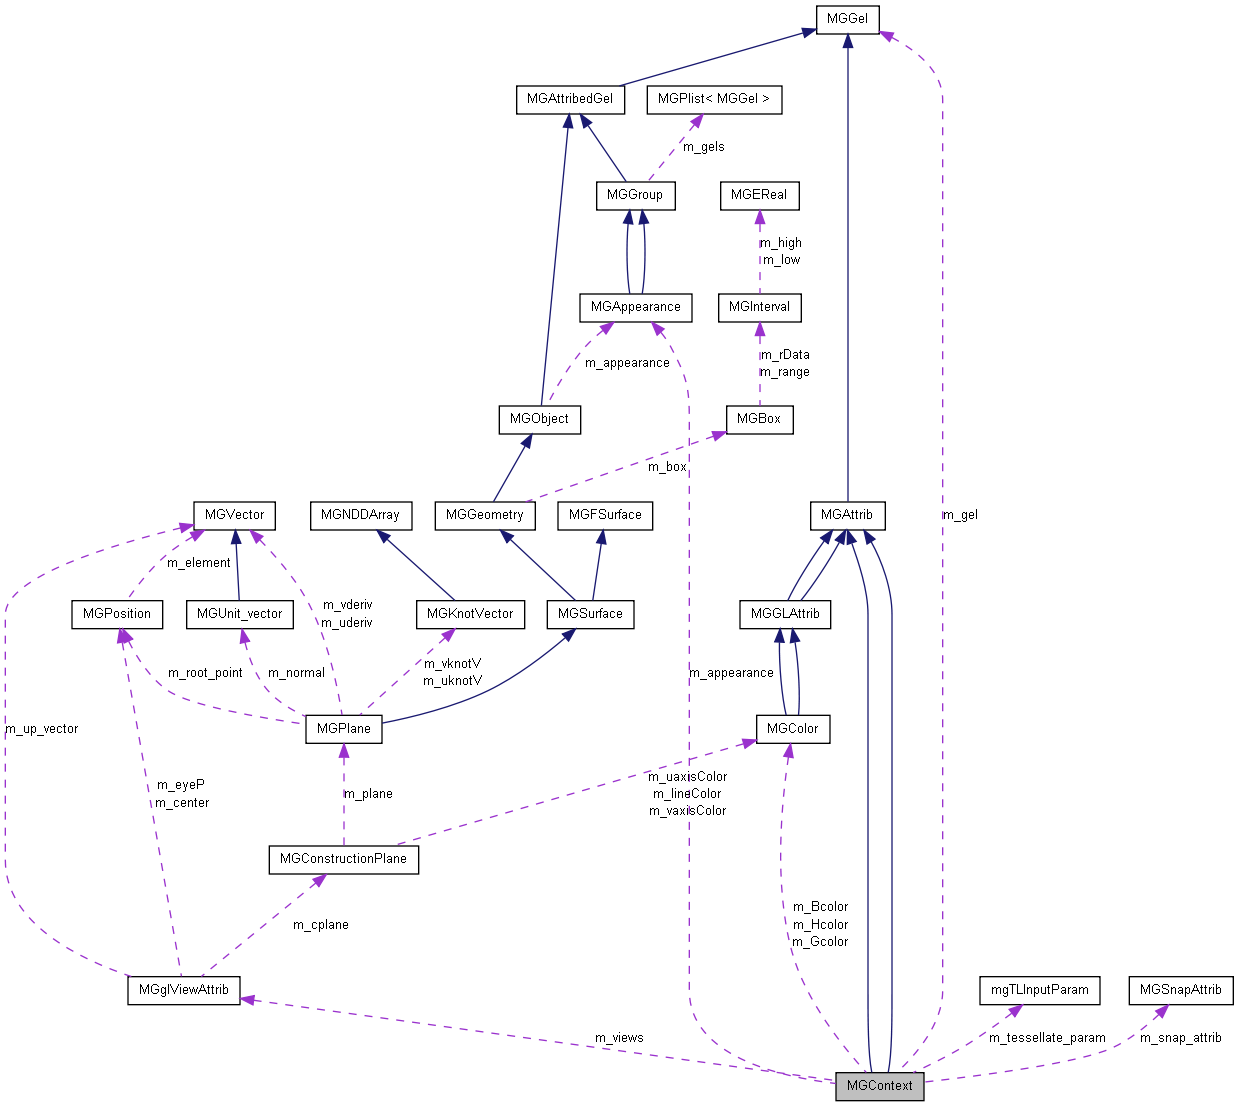 MGGel
MGAttribedGel
MGPlist< MGGel >
m_gels
MGGroup
MGEReal
m_high
m_low
MGAppearance
MGInterval
m_appearance
m_rData
m_range
MGObject
MGBox
m_box
MGVector
MGNDDArray
MGGeometry
MGFSurface
MGAttrib
m_gel
m_element
MGPosition
MGUnit_vector
m_vderiv
m_uderiv
MGKnotVector
MGSurface
MGGLAttrib
m_root_point
m_normal
m_vknotV
m_uknotV
m_appearance
m_up_vector
MGPlane
MGColor
m_eyeP
m_center
m_plane
m_uaxisColor
m_lineColor
m_vaxisColor
MGConstructionPlane
m_cplane
m_Bcolor
m_Hcolor
m_Gcolor
MGglViewAttrib
mgTLInputParam
MGSnapAttrib
m_views
m_tessellate_param
m_snap_attrib
MGContext